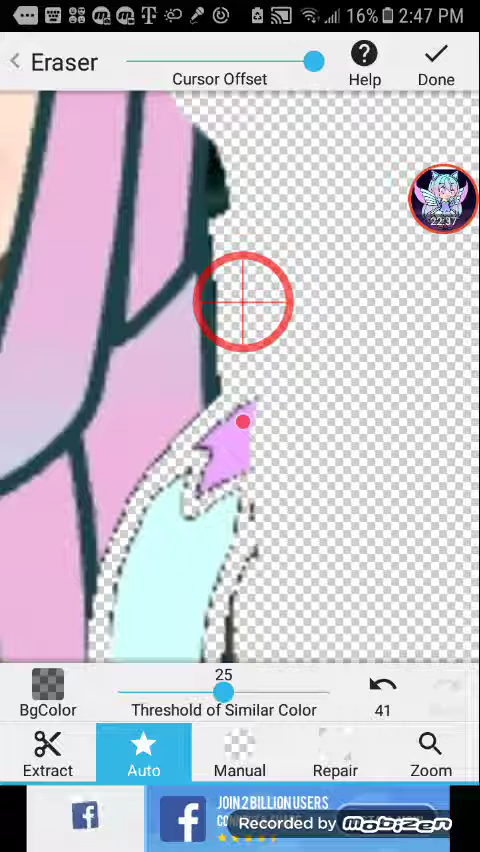 16% 2:47 PM
Eraser
Cursor Offset
Help
Done
22:37
25
BgColor
Threshold of Similar Color
41
Extract
Auto
Manual
Repair
Zoom
JOIN 2 BILLION USERS
Recorded by MOBIZEN